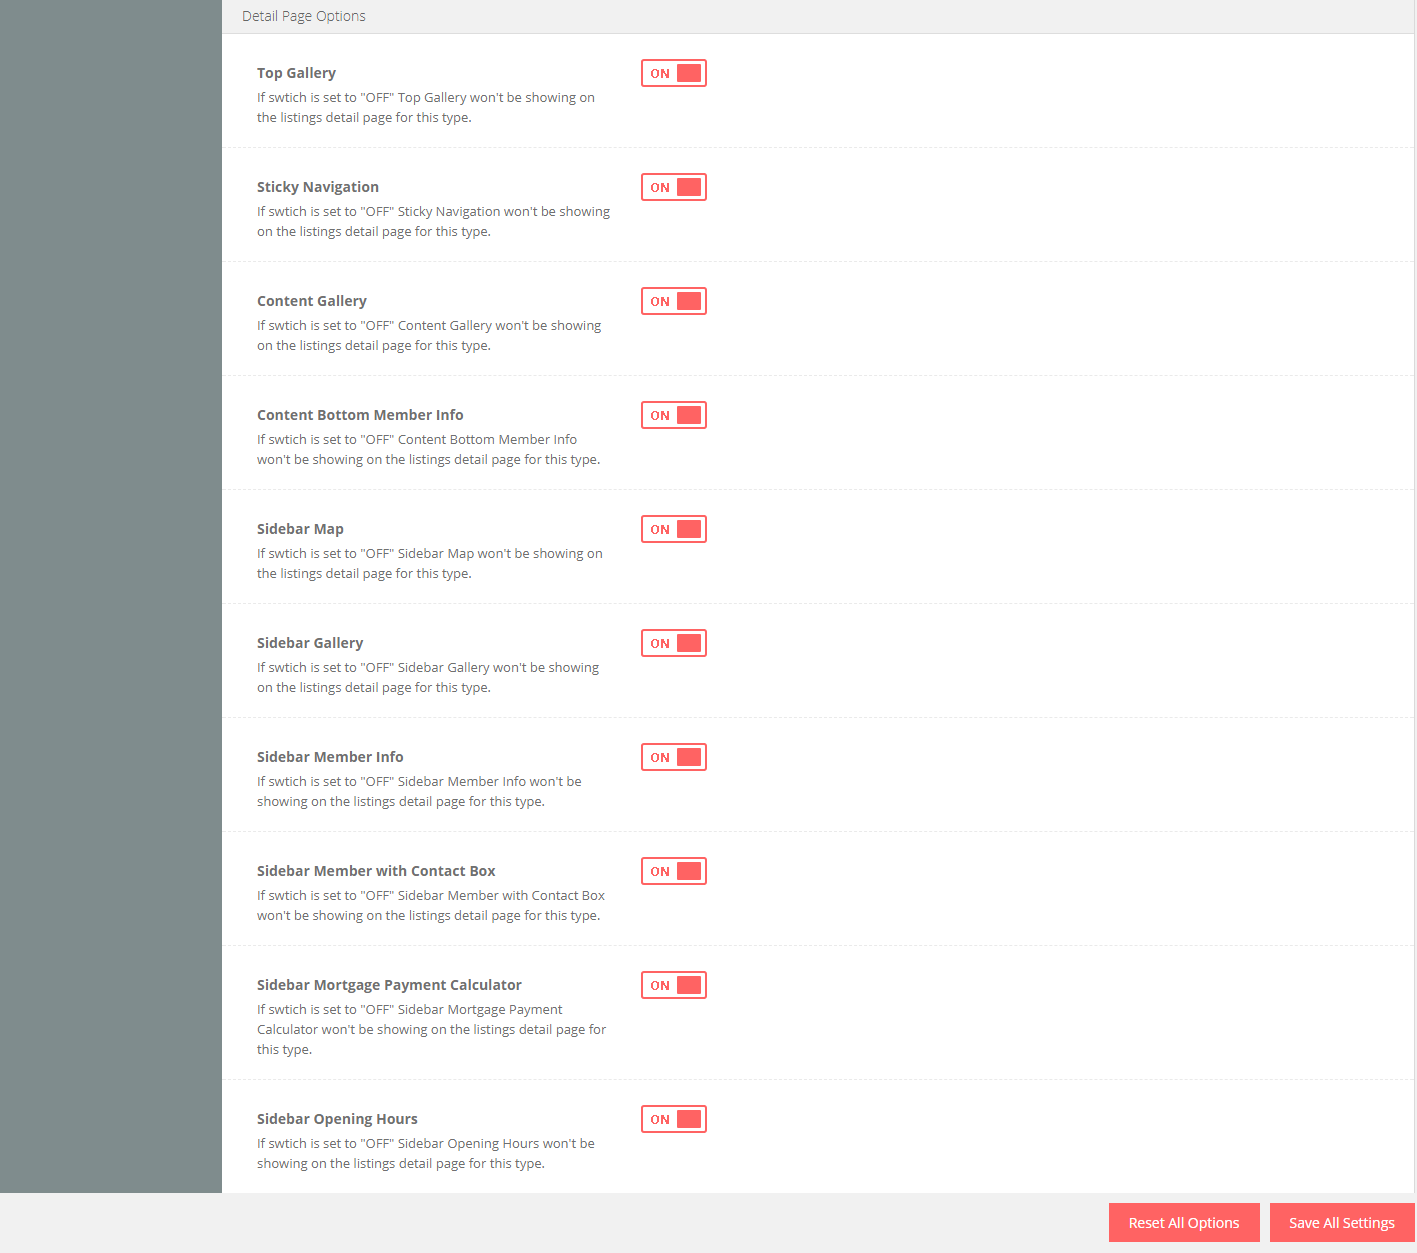 Detail Page Options
Top Gallery
ON
If swtich is set to "OFF" Top Gallery won't be showing on
the listings detail page for this type.
Sticky Navigation
ON
If swtich is set to "OFF" Sticky Navigation won't be showing
on the listings detail page for this type.
Content Gallery
ON
If swtich is set to "OFF" Content Gallery won't be showing
on the listings detail page for this type.
Content Bottom Member Info
ON
If swtich is set to "OFF" Content Bottom Member Info
won't be showing on the listings detail page for this type.
Sidebar Map
ON
If swtich is set to "OFF" Sidebar Map won't be showing on
the listings detail page for this type.
Sidebar Gallery
ON
If swtich is set to "OFF" Sidebar Gallery won't be showing
on the listings detail page for this type.
Sidebar Member Info
ON
If swtich is set to "OFF" Sidebar Member Info won't be
showing on the listings detail page for this type.
Sidebar Member with Contact Box
ON
If swtich is set to "OFF" Sidebar Member with Contact Box
won't be showing on the listings detail page for this type.
Sidebar Mortgage Payment Calculator
ON
If swtich is set to "OFF" Sidebar Mortgage Payment
Calculator won't be showing on the listings detail page for
this type.
Sidebar Opening Hours
ON
If swtich is set to "OFF" Sidebar Opening Hours won't be
showing on the listings detail page for this type.
Reset All Options
Save All Settings